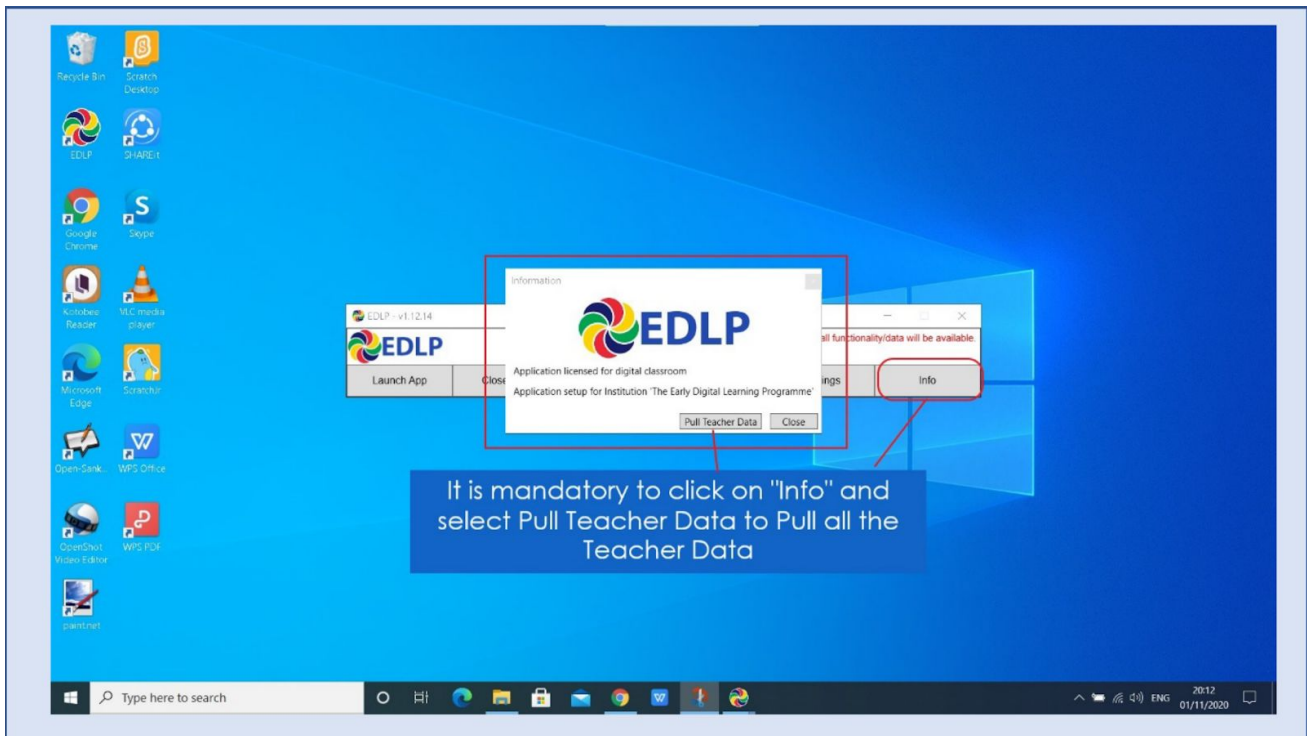 Recycle Bin
Scratch
Desktop
EDLP
SHAREit
Google
Chrome
Skype
Kotobee
Reader
VLC media
player
Microsoft
Edge
ScratchJr
Open-Sank...
WPS Office
OpenShot
Video Editor
WPS PDF
paint.net
EDLP - v1.12.14
EDLP
all functionality/data will be available.
Launch App
Close
ings
Info
Information
EDLP
Application licensed for digital classroom
Application setup for Institution 'The Early Digital Learning Programme'
Pull Teacher Data
Close
It is mandatory to click on "Info" and
select Pull Teacher Data to Pull all the
Teacher Data
Type here to search
ENG
20:12
01/11/2020